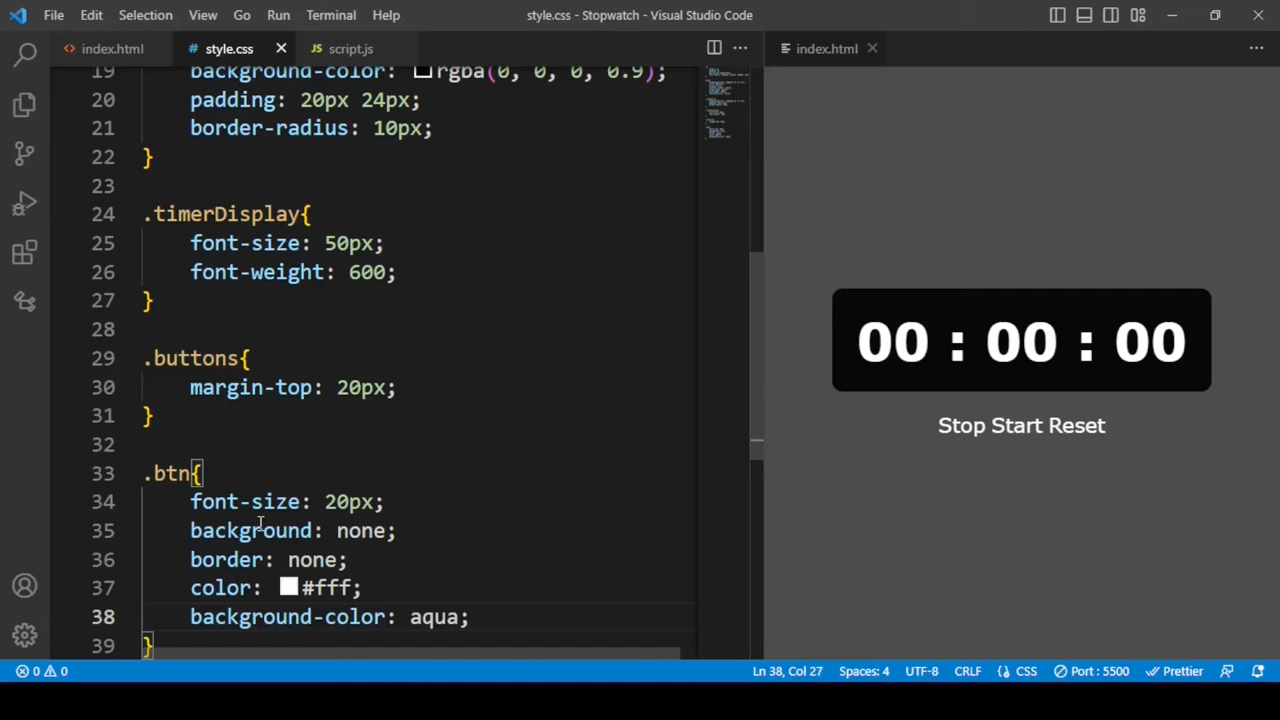 File Edit Selection View Go Run Terminal Help style.css - Stopwatch - Visual Studio Code
index.html # style.css JS script.js index.html
19 background-color: rgba(0, 0, 0, 0.9);
20 padding: 20px 24px;
21 border-radius: 10px;
22 }
23
24 .timerDisplay{
25 font-size: 50px;
26 font-weight: 600;
27 }
28
29 .buttons{
30 margin-top: 20px;
31 }
32
33 .btn{
34 font-size: 20px;
35 background: none;
36 border: none;
37 color: #fff;
38 background-color: aqua;
39 }
00 : 00 : 00
Stop Start Reset
0 0 Ln 38, Col 27 Spaces: 4 UTF-8 CRLF CSS Port : 5500 Prettier